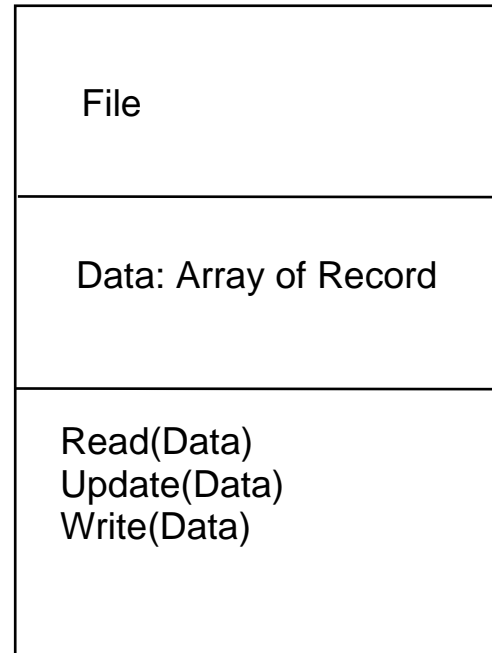 File
Data: Array of Record
Read(Data)
Update(Data)
Write(Data)